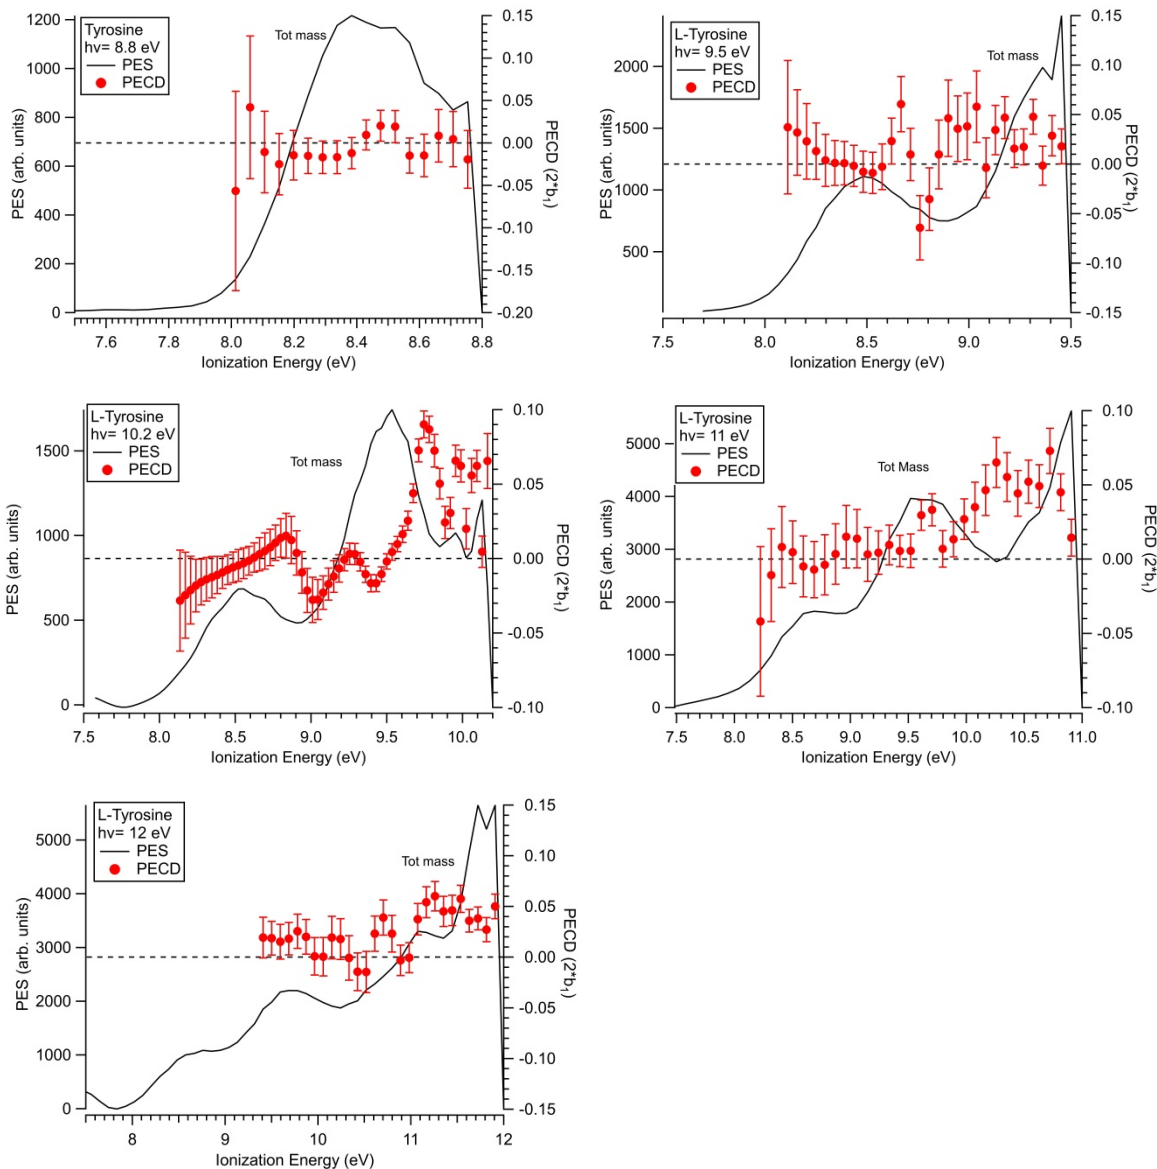 Tyrosine
hv= 8.8 eV
PES
PECD
Tot mass
PES (arb. units)
1200
1000
800
600
400
200
0
0.15
0.10
0.05
0.00
-0.05
-0.10
-0.15
-0.20
PECD (2*b₁)
7.6 7.8 8.0 8.2 8.4 8.6 8.8
Ionization Energy (eV)
L-Tyrosine
hv= 9.5 eV
PES
PECD
Tot mass
PES (arb. units)
2000
1500
1000
500
0.15
0.10
0.05
0.00
-0.05
-0.10
-0.15
PECD (2*b₁)
7.5 8.0 8.5 9.0 9.5
Ionization Energy (eV)
L-Tyrosine
hv= 10.2 eV
PES
PECD
Tot mass
PES (arb. units)
1500
1000
500
0
0.10
0.05
0.00
-0.05
-0.10
PECD (2*b₁)
7.5 8.0 8.5 9.0 9.5 10.0
Ionization Energy (eV)
L-Tyrosine
hv= 11 eV
PES
PECD
Tot Mass
PES (arb. units)
5000
4000
3000
2000
1000
0
0.10
0.05
0.00
-0.05
-0.10
PECD (2*b₁)
7.5 8.0 8.5 9.0 9.5 10.0 10.5 11.0
Ionization Energy (eV)
L-Tyrosine
hv= 12 eV
PES
PECD
Tot mass
PES (arb. units)
5000
4000
3000
2000
1000
0
0.15
0.10
0.05
0.00
-0.05
-0.10
-0.15
PECD (2*b₁)
8 9 10 11 12
Ionization Energy (eV)